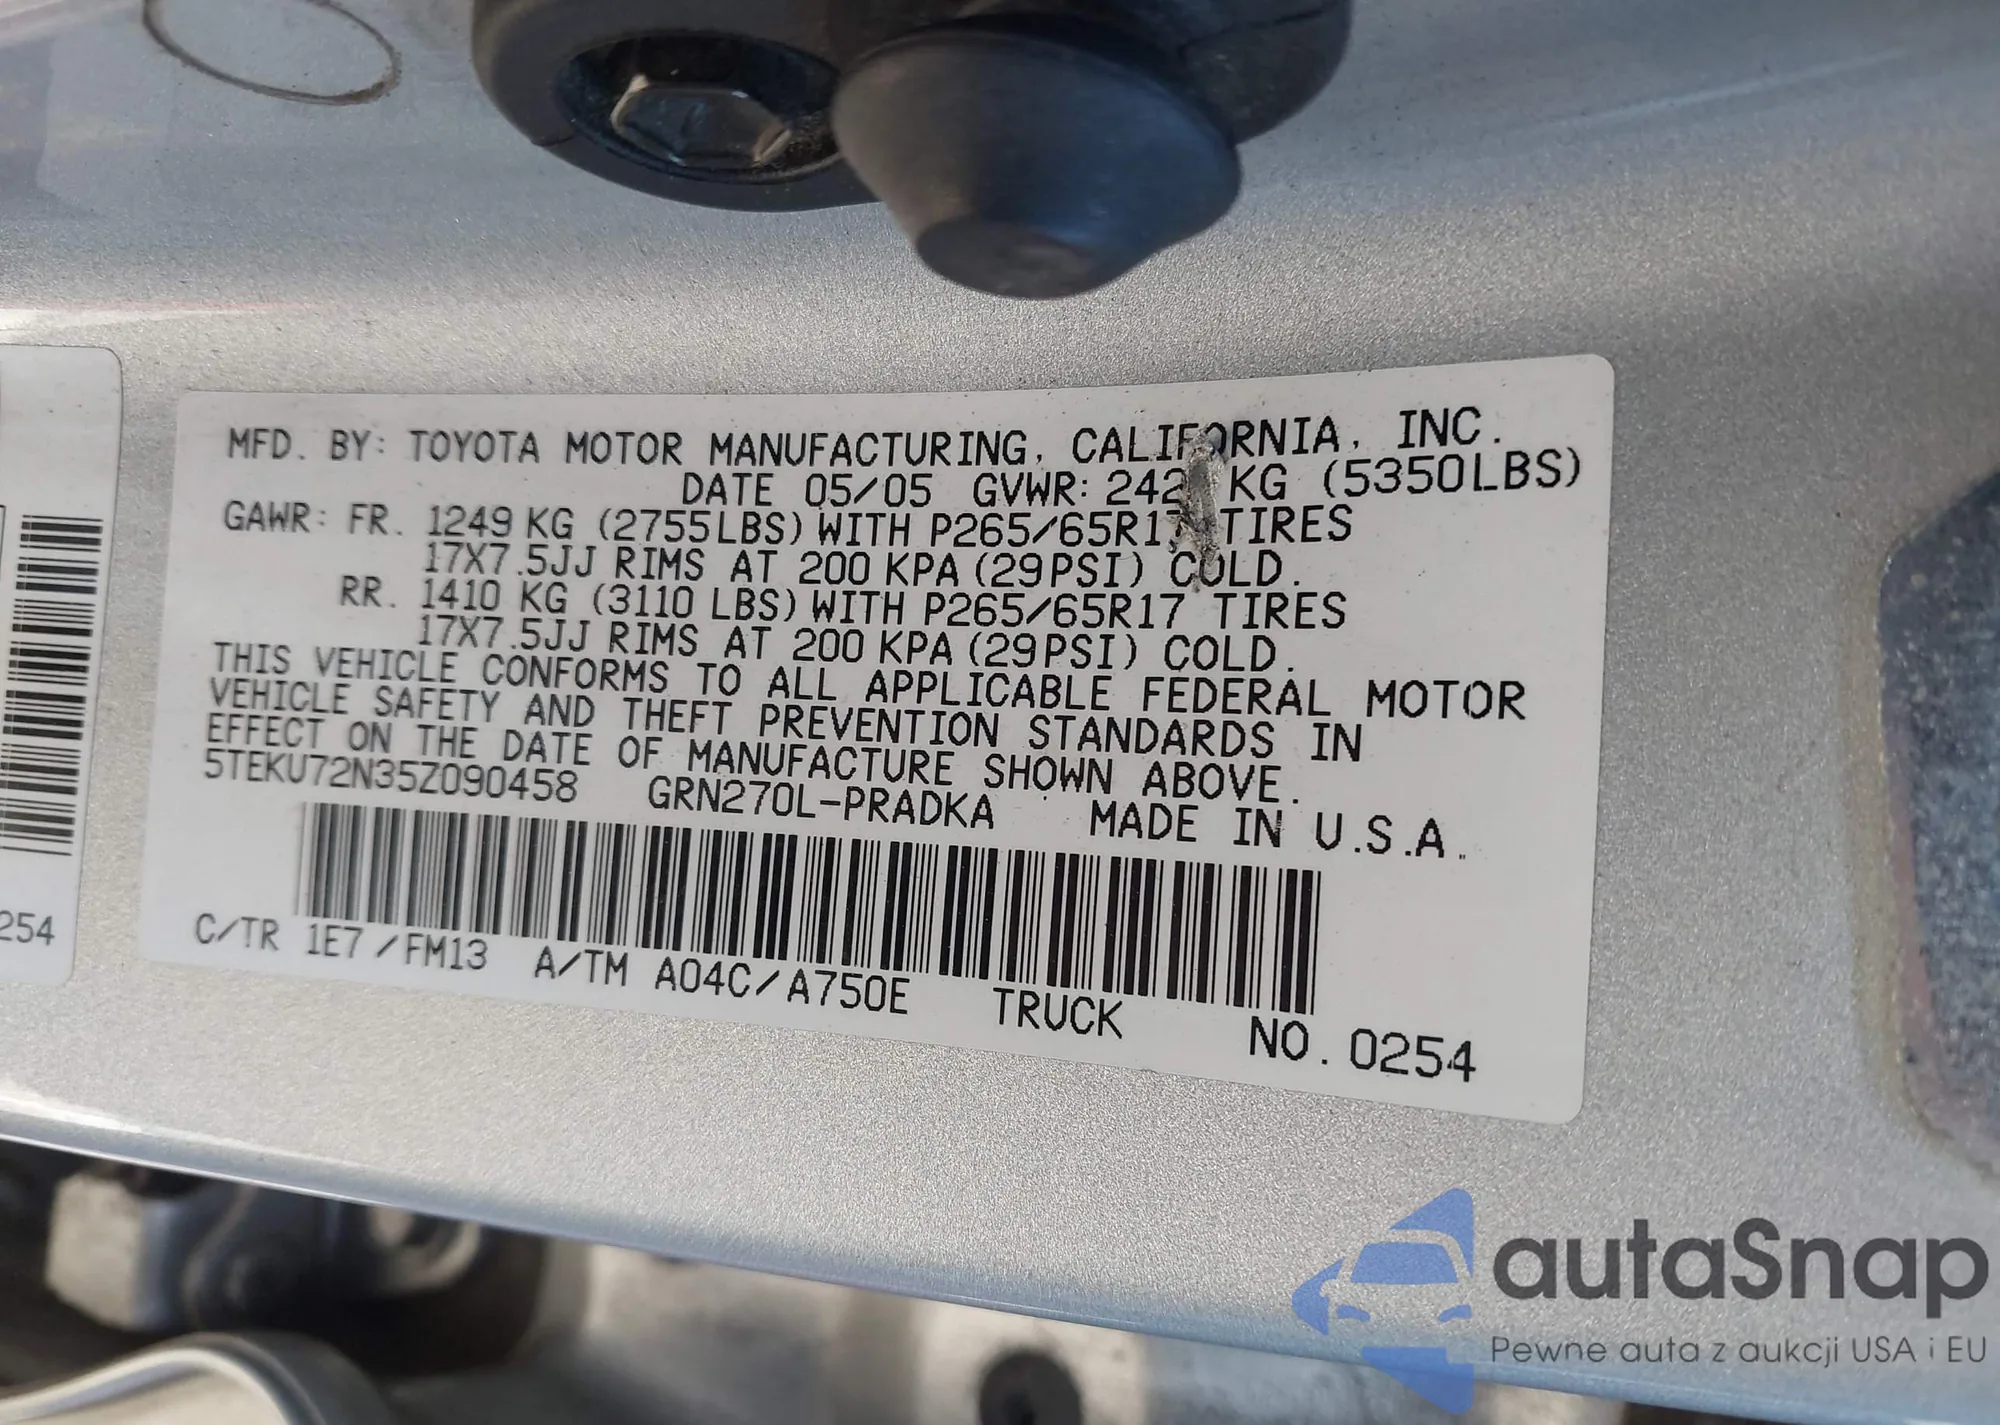 MFD. BY: TOYOTA MOTOR MANUFACTURING, CALIFORNIA, INC.
DATE 05/05 GVWR: KG (5350LBS)
GAWR: FR. 1249 KG (2755LBS) WITH P265/65R17 TIRES
17X7.5JJ RIMS AT 200 KPA (29PSI) COLD.
RR. 1410 KG (3110 LBS) WITH P265/65R17 TIRES
17X7.5JJ RIMS AT 200 KPA (29PSI) COLD.
THIS VEHICLE CONFORMS TO ALL APPLICABLE FEDERAL MOTOR
VEHICLE SAFETY AND THEFT PREVENTION STANDARDS IN
EFFECT ON THE DATE OF MANUFACTURE SHOWN ABOVE.
5TEKU72N35Z090458 GRN270L-PRADKA MADE IN U.S.A.
C/TR 1E7/FM13 A/TM A04C/A750E TRUCK NO. 0254
254
autaSnap
Pewne auta z aukcji USA i EU